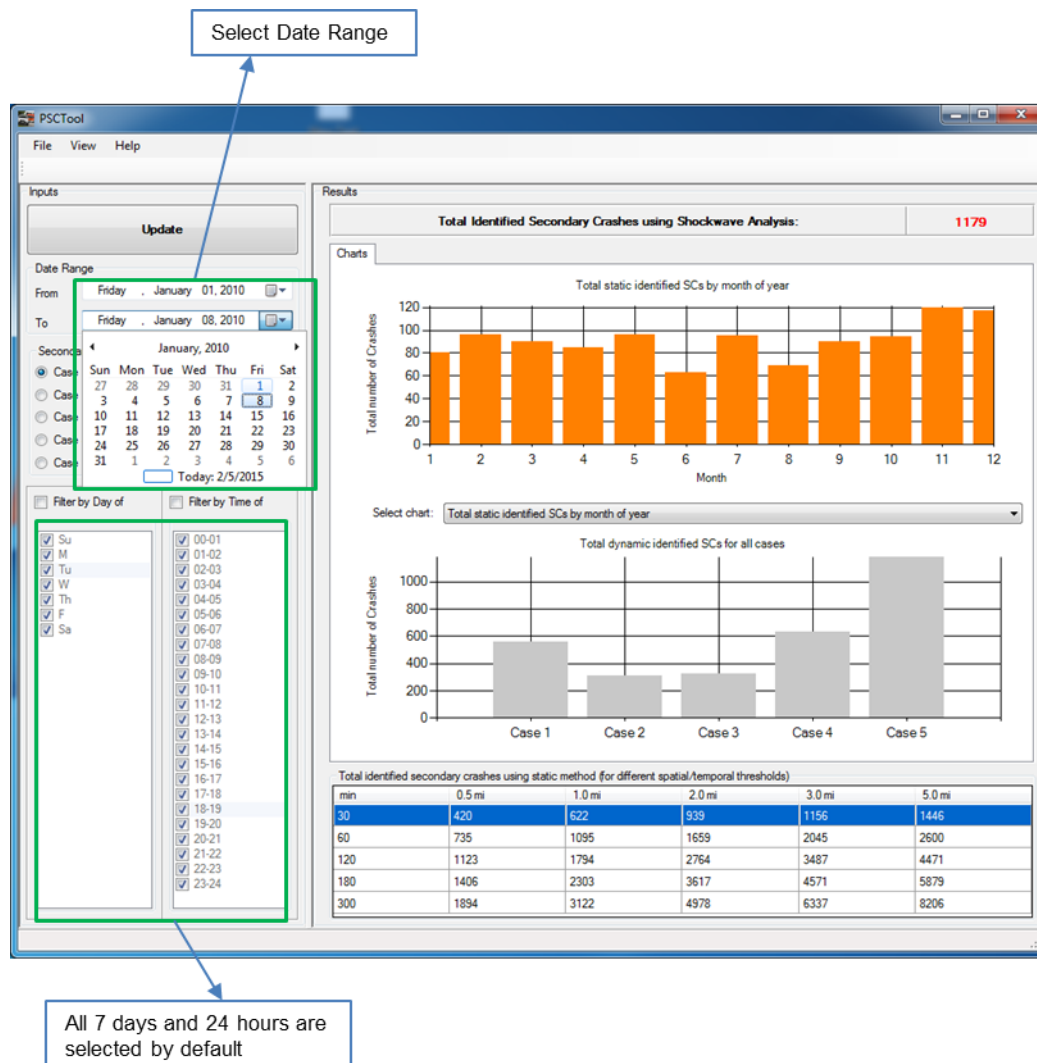 Select Date Range
PSCTool
File View Help
Inputs
Update
Date Range
From Friday , January 01, 2010
To Friday , January 08, 2010
January, 2010
Sun Mon Tue Wed Thu Fri Sat
27 28 29 30 31 1 2
3 4 5 6 7 8 9
10 11 12 13 14 15 16
17 18 19 20 21 22 23
24 25 26 27 28 29 30
31 1 2 3 4 5 6
Today: 2/5/2015
Case
Case
Case
Case
Case
Filter by Day of
Su
M
Tu
W
Th
F
Sa
Filter by Time of
00-01
01-02
02-03
03-04
04-05
05-06
06-07
07-08
08-09
09-10
10-11
11-12
12-13
13-14
14-15
15-16
16-17
17-18
18-19
19-20
20-21
21-22
22-23
23-24
Results
Total Identified Secondary Crashes using Shockwave Analysis: 1179
Charts
Total static identified SCs by month of year
Total number of Crashes
120
100
80
60
40
20
0
1 2 3 4 5 6 7 8 9 10 11 12
Month
Select chart: Total static identified SCs by month of year
Total dynamic identified SCs for all cases
Total number of Crashes
1000
800
600
400
200
0
Case 1 Case 2 Case 3 Case 4 Case 5
Total identified secondary crashes using static method (for different spatial/temporal thresholds)
min 0.5 mi 1.0 mi 2.0 mi 3.0 mi 5.0 mi
30 420 622 939 1156 1446
60 735 1095 1659 2045 2600
120 1123 1794 2764 3487 4471
180 1406 2303 3617 4571 5879
300 1894 3122 4978 6337 8206
All 7 days and 24 hours are
selected by default